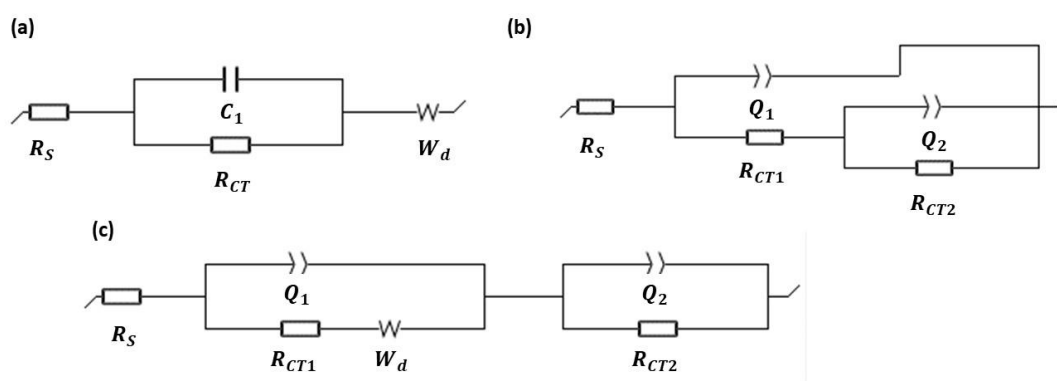 (a)
C1
RS
RCT
Wd
(b)
Q1
RS
Q2
RCT1
RCT2
(c)
Q1
Q2
RS
RCT1
Wd
RCT2